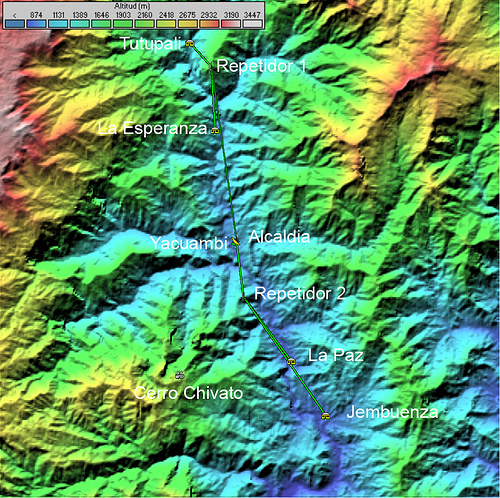 Altitud (m)
< 874 1131 1389 1646 1903 2160 2418 2675 2932 3190 3447
Tutupali
Repetidor 1
La Esperanza
Yacuambi Alcaldia
Repetidor 2
La Paz
Cerro Chivato
Jembuenza